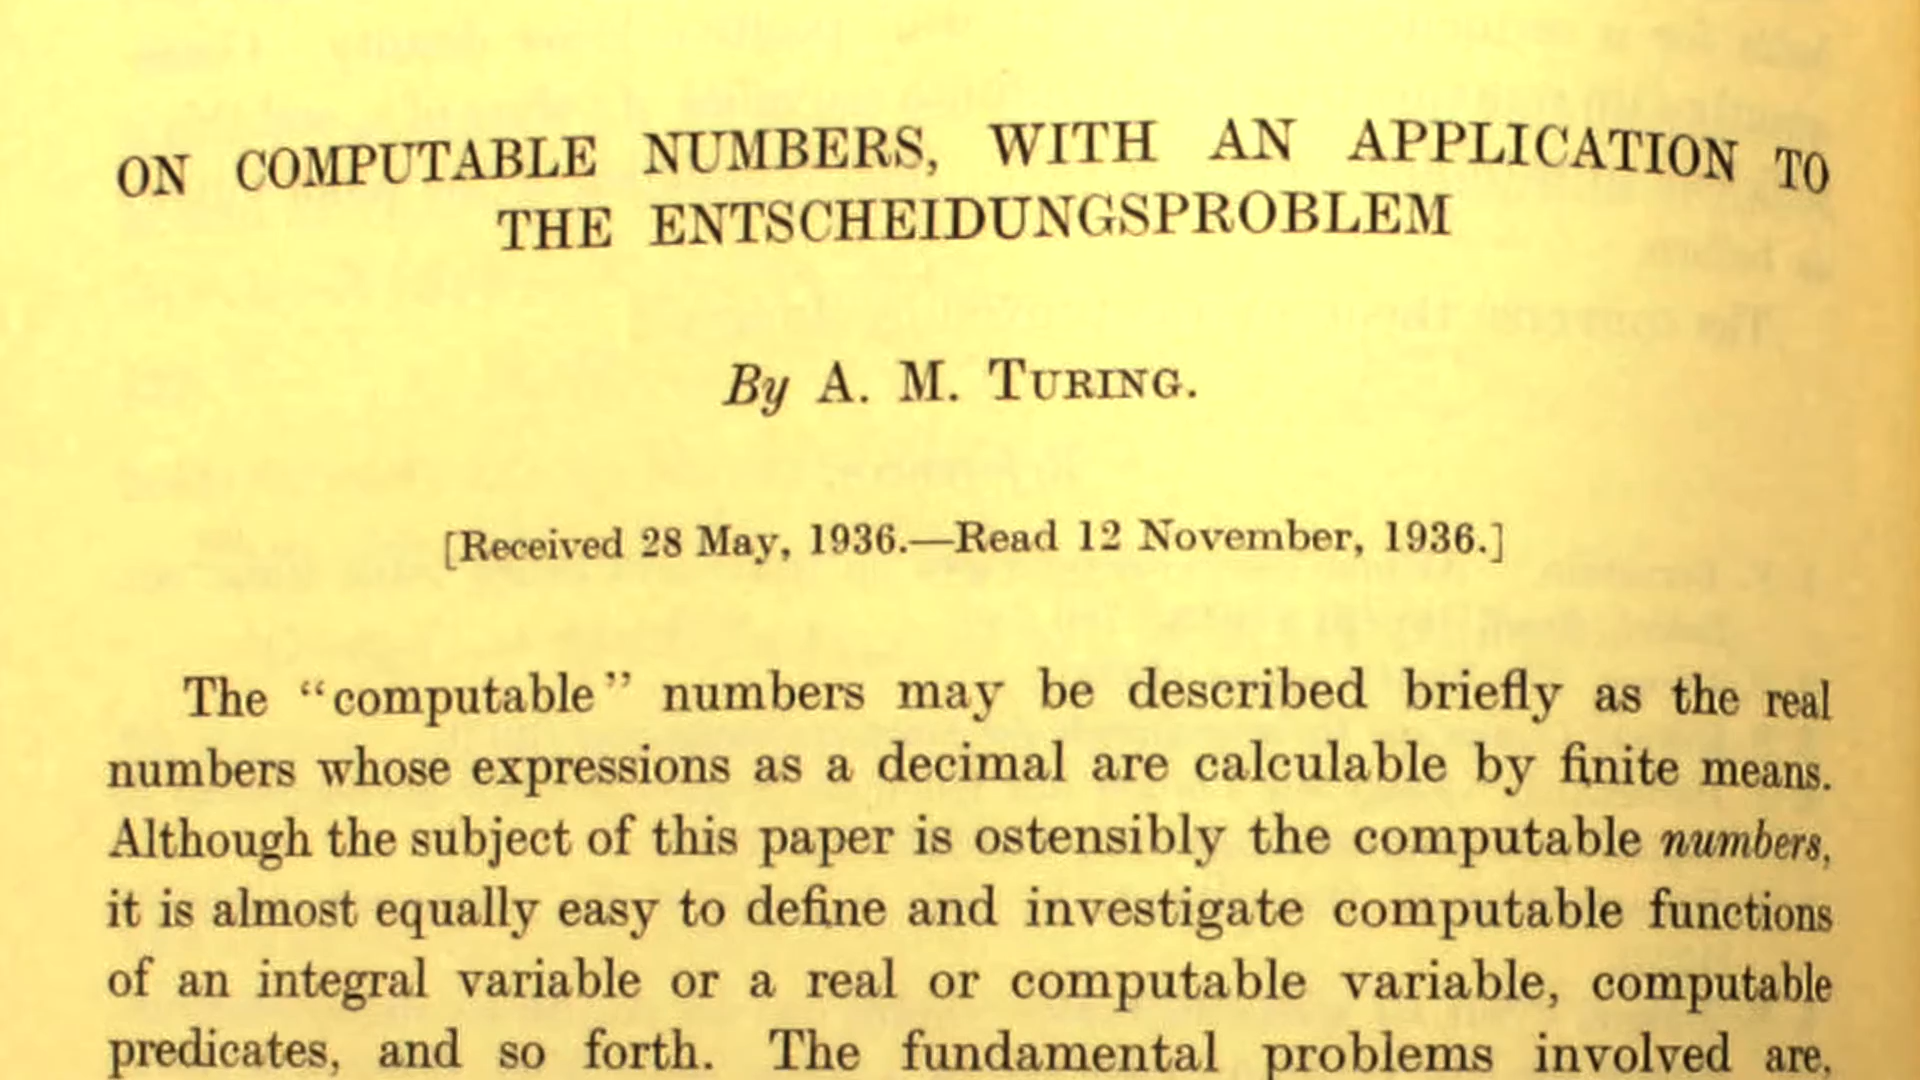 ON COMPUTABLE NUMBERS, WITH AN APPLICATION TO
THE ENTSCHEIDUNGSPROBLEM
By A. M. TURING.
[Received 28 May, 1936.—Read 12 November, 1936.]
The “computable” numbers may be described briefly as the real
numbers whose expressions as a decimal are calculable by finite means.
Although the subject of this paper is ostensibly the computable numbers,
it is almost equally easy to define and investigate computable functions
of an integral variable or a real or computable variable, computable
predicates, and so forth. The fundamental problems involved are,